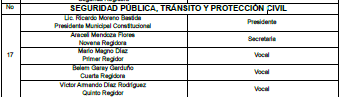 No SEGURIDAD PÚBLICA, TRÁNSITO Y PROTECCIÓN CIVIL
Lic. Ricardo Moreno Bastida
Presidente Municipal Constitucional
Presidente
Araceli Mendoza Flores
Novena Regidora
Secretaria
17
Mario Magno Díaz
Primer Regidor
Vocal
Belem Garay Garduño
Cuarta Regidora
Vocal
Víctor Armando Díaz Rodríguez
Quinto Regidor
Vocal